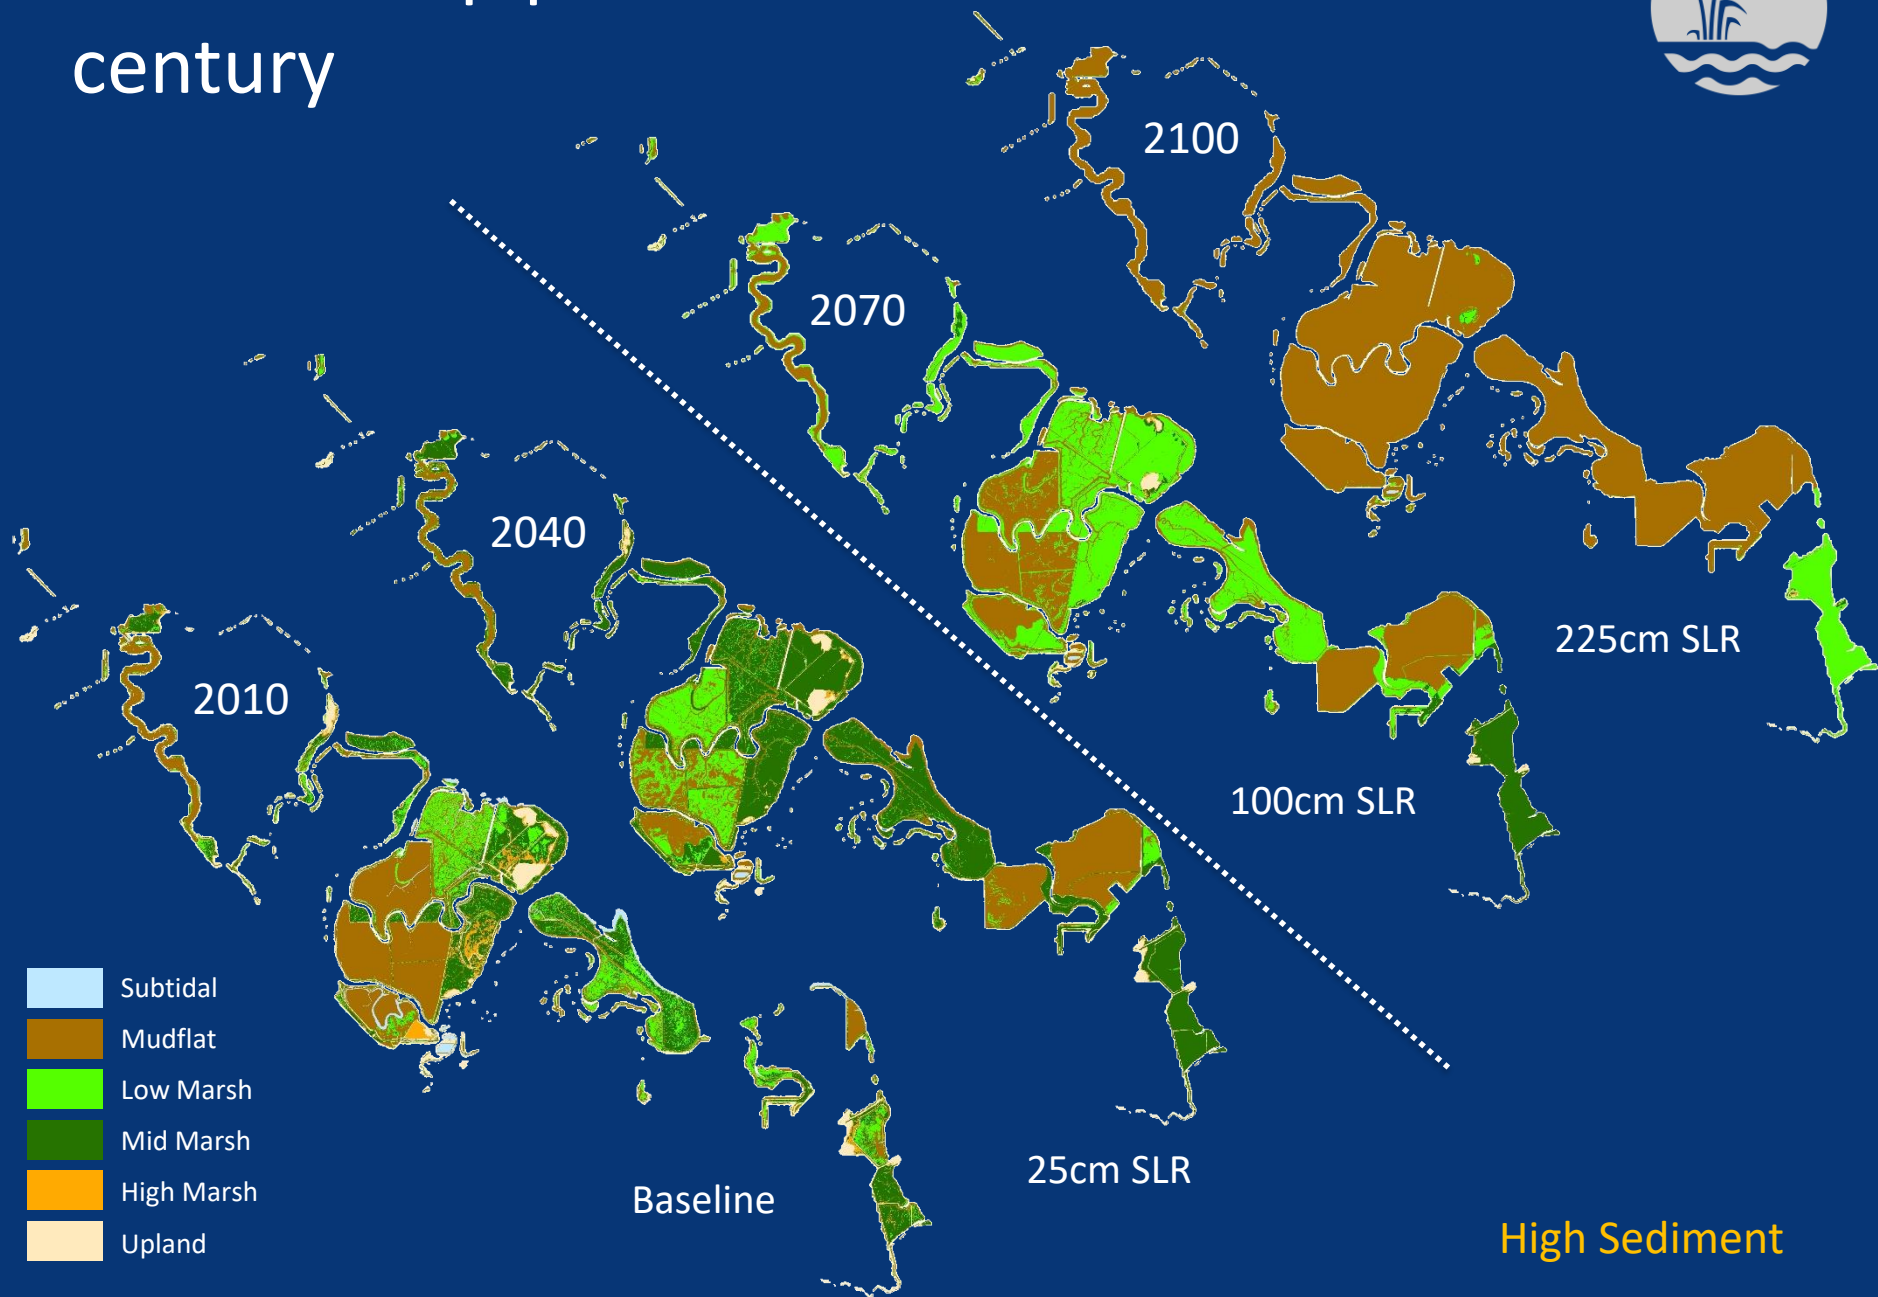 century
2100
2070
2040
2010
225cm SLR
100cm SLR
25cm SLR
Baseline
Subtidal
Mudflat
Low Marsh
Mid Marsh
High Marsh
Upland
High Sediment